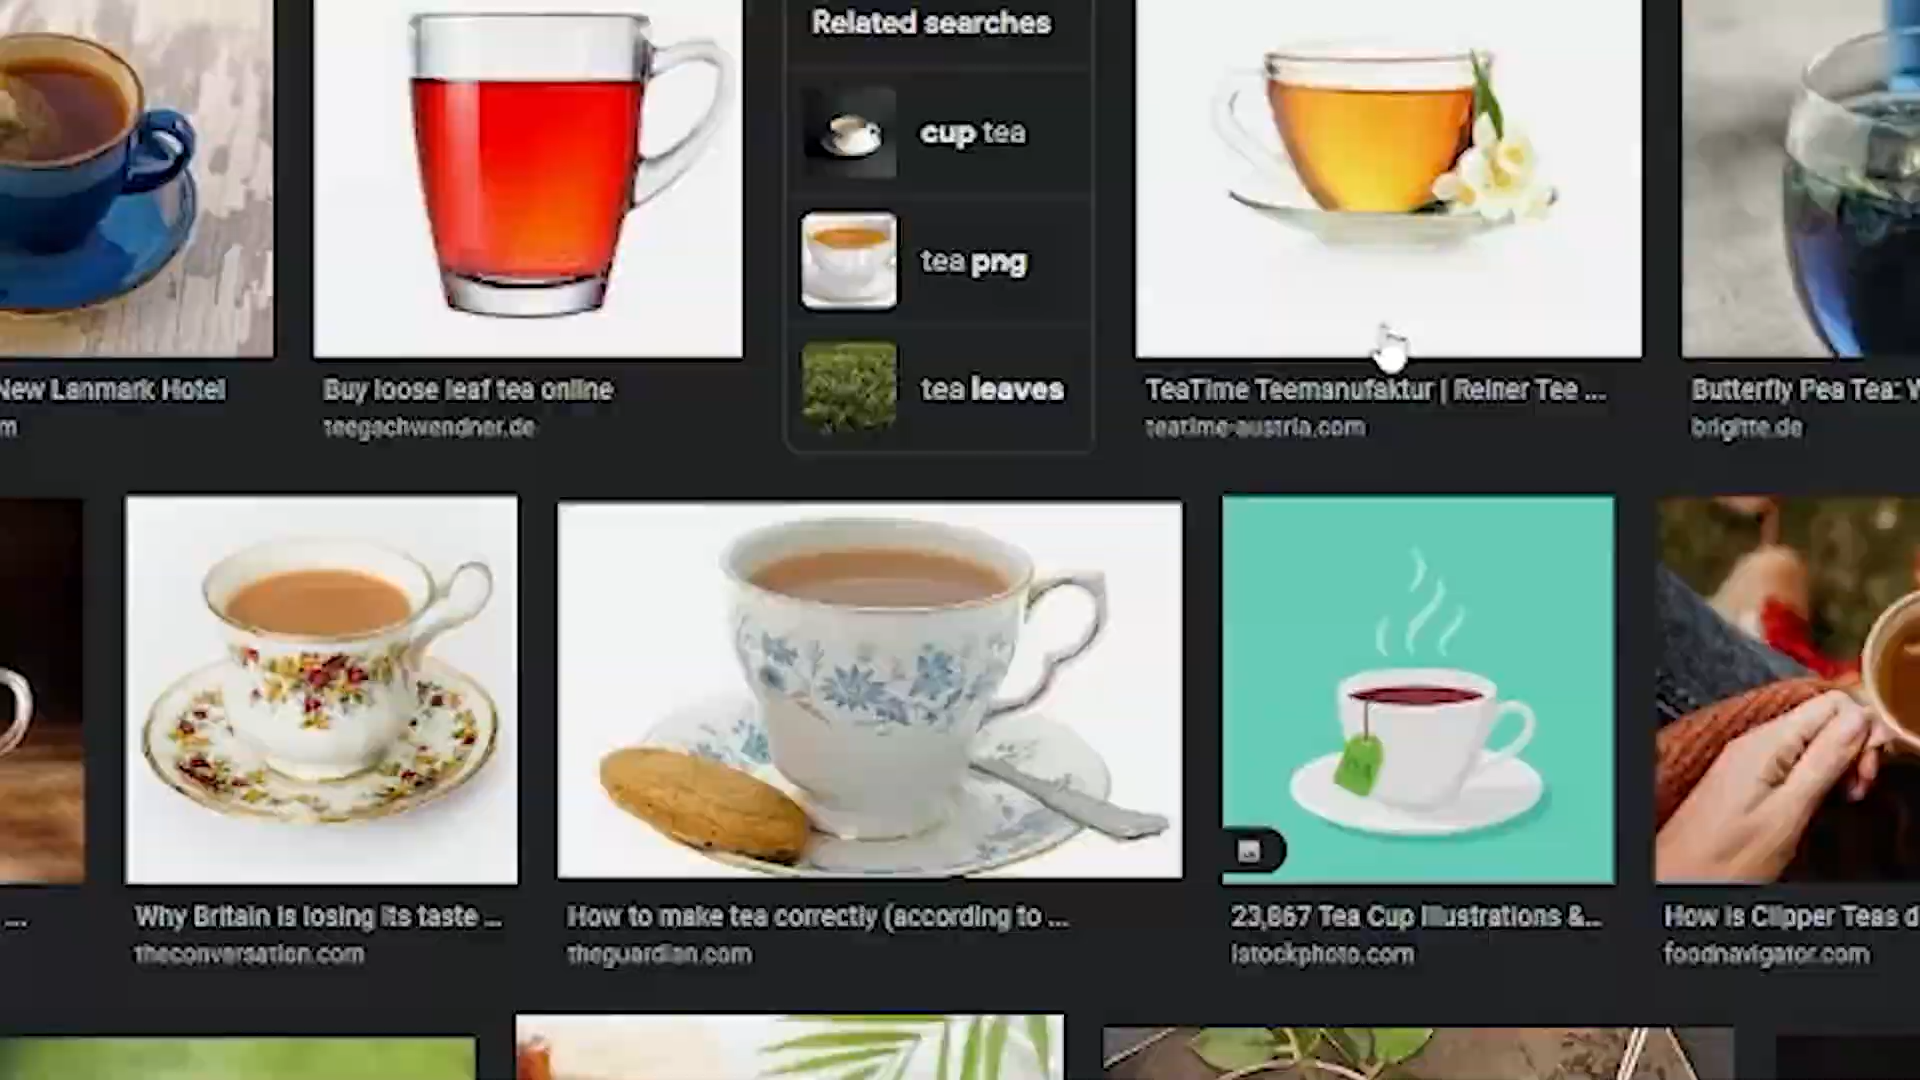 Related searches
cup tea
tea png
tea leaves
New Lanmark Hotel
m
Buy loose leaf tea online
teegschwendner.de
TeaTime Teemanufaktur | Reiner Tee ...
teatime-austria.com
Butterfly Pea Tea: W
brigitte.de
...
Why Britain is losing its taste ...
theconversation.com
How to make tea correctly (according to ...
theguardian.com
23,867 Tea Cup Illustrations &...
istockphoto.com
How is Clipper Teas d
foodnavigator.com